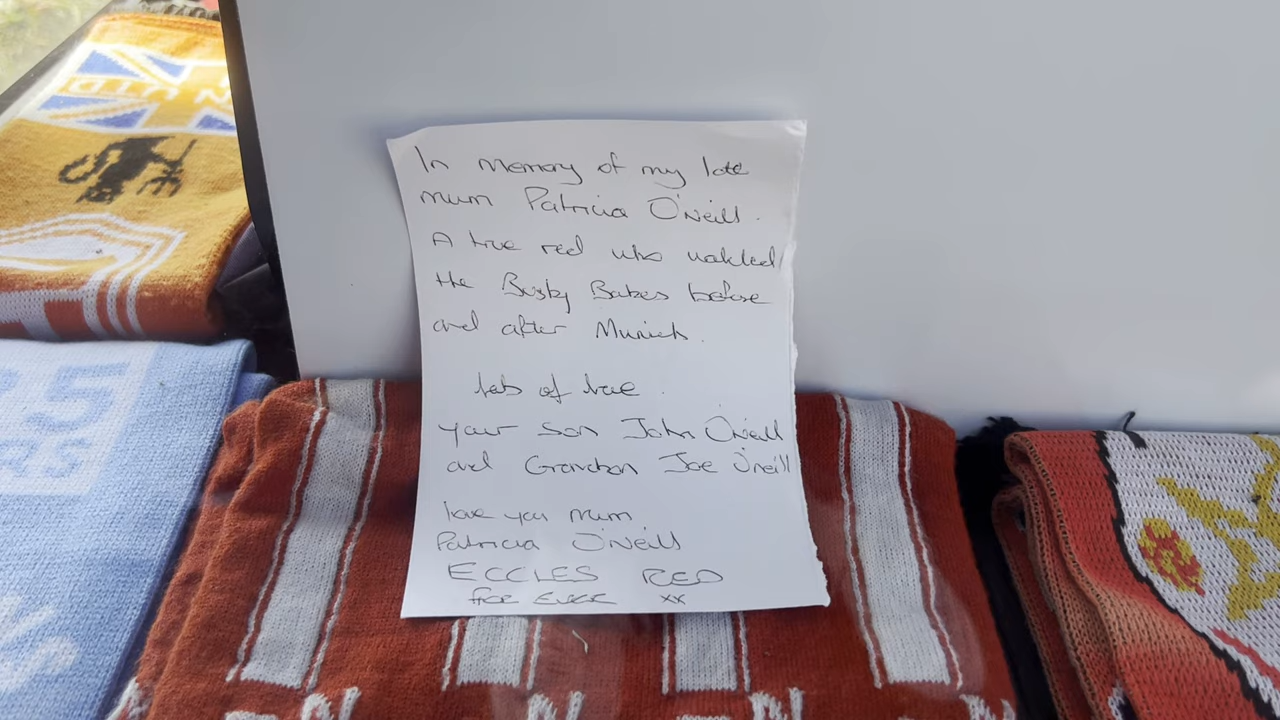 In memory of my late
mum Patricia O'Neill.
A true red who watched
the Busby Babes before
and after Munich.
lots of love
your son John O'Neill
and Grandson Joe O'Neill
love you Mum
Patricia O'Neill
ECCLES RED
for EVER xx